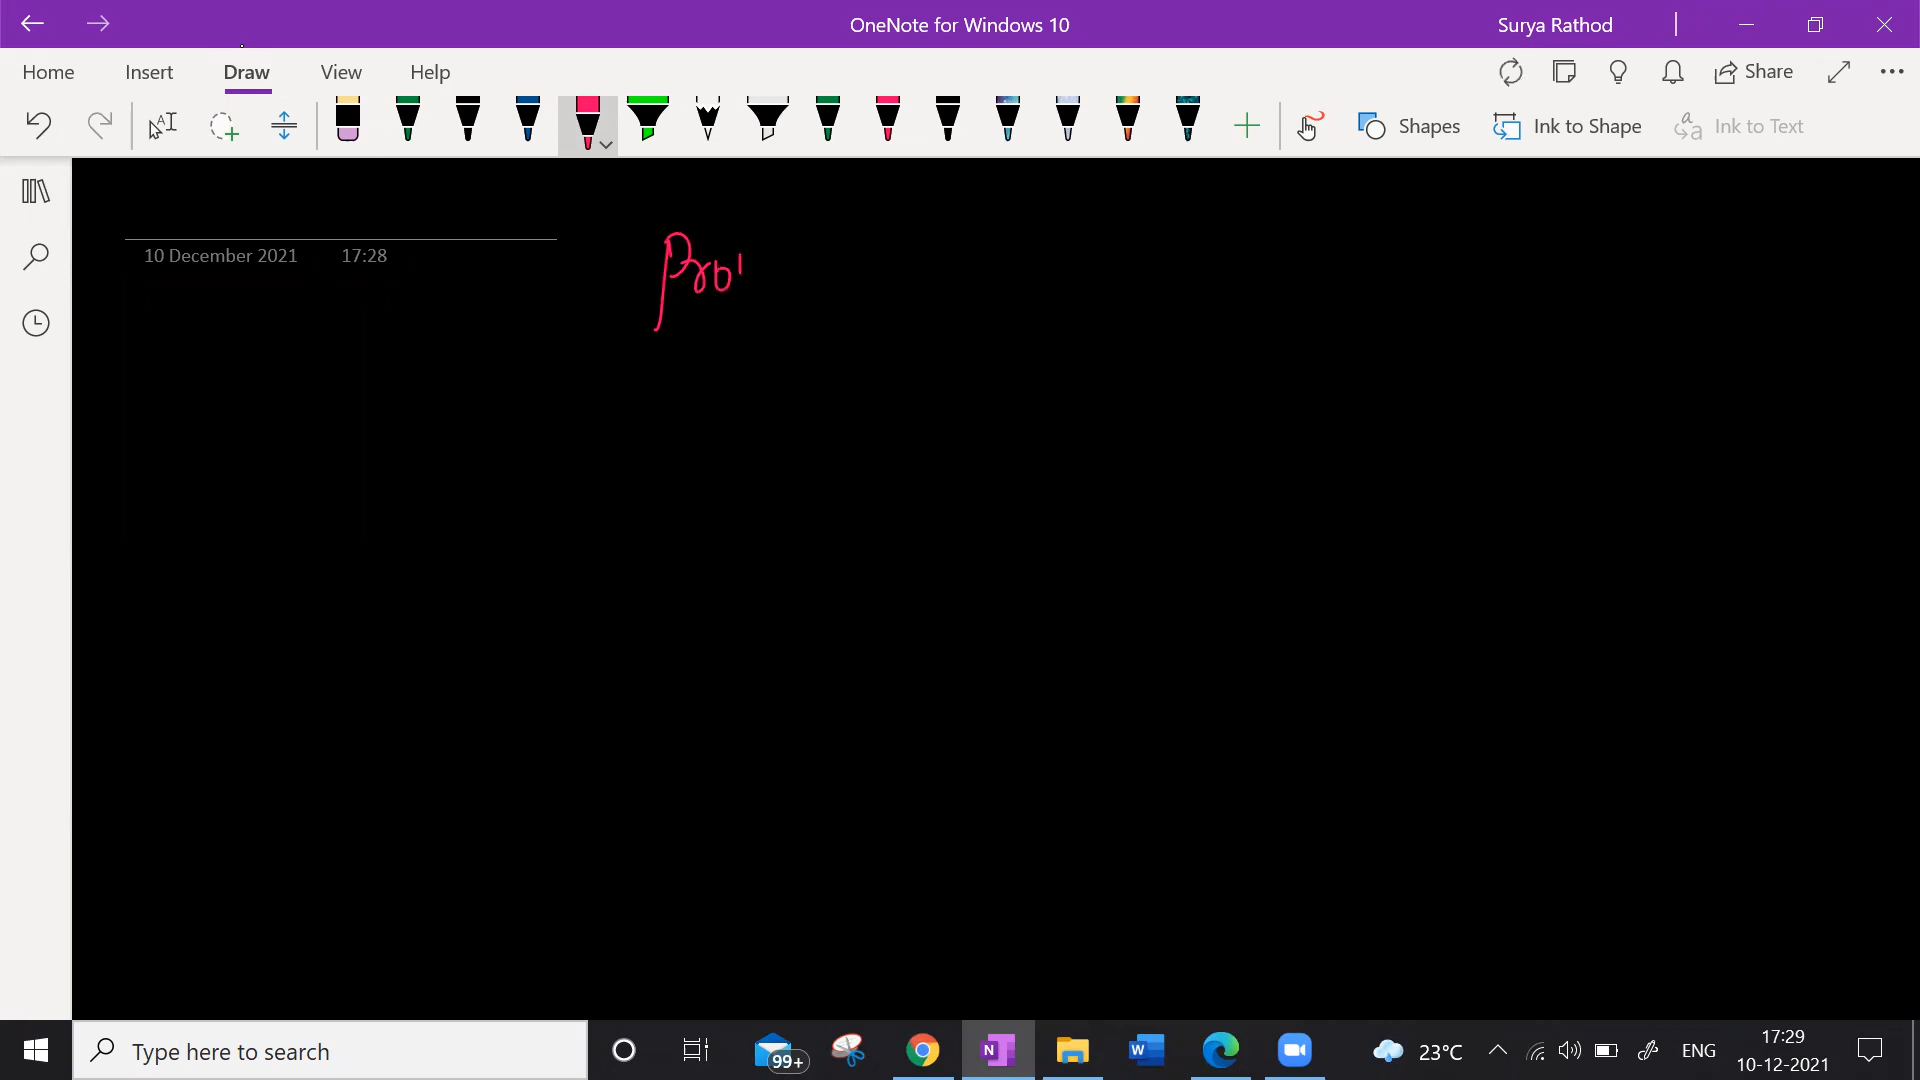 OneNote for Windows 10 Surya Rathod
Home Insert Draw View Help Share
Shapes Ink to Shape Ink to Text
10 December 2021 17:28
Type here to search 99+ 23°C ENG 17:29
10-12-2021